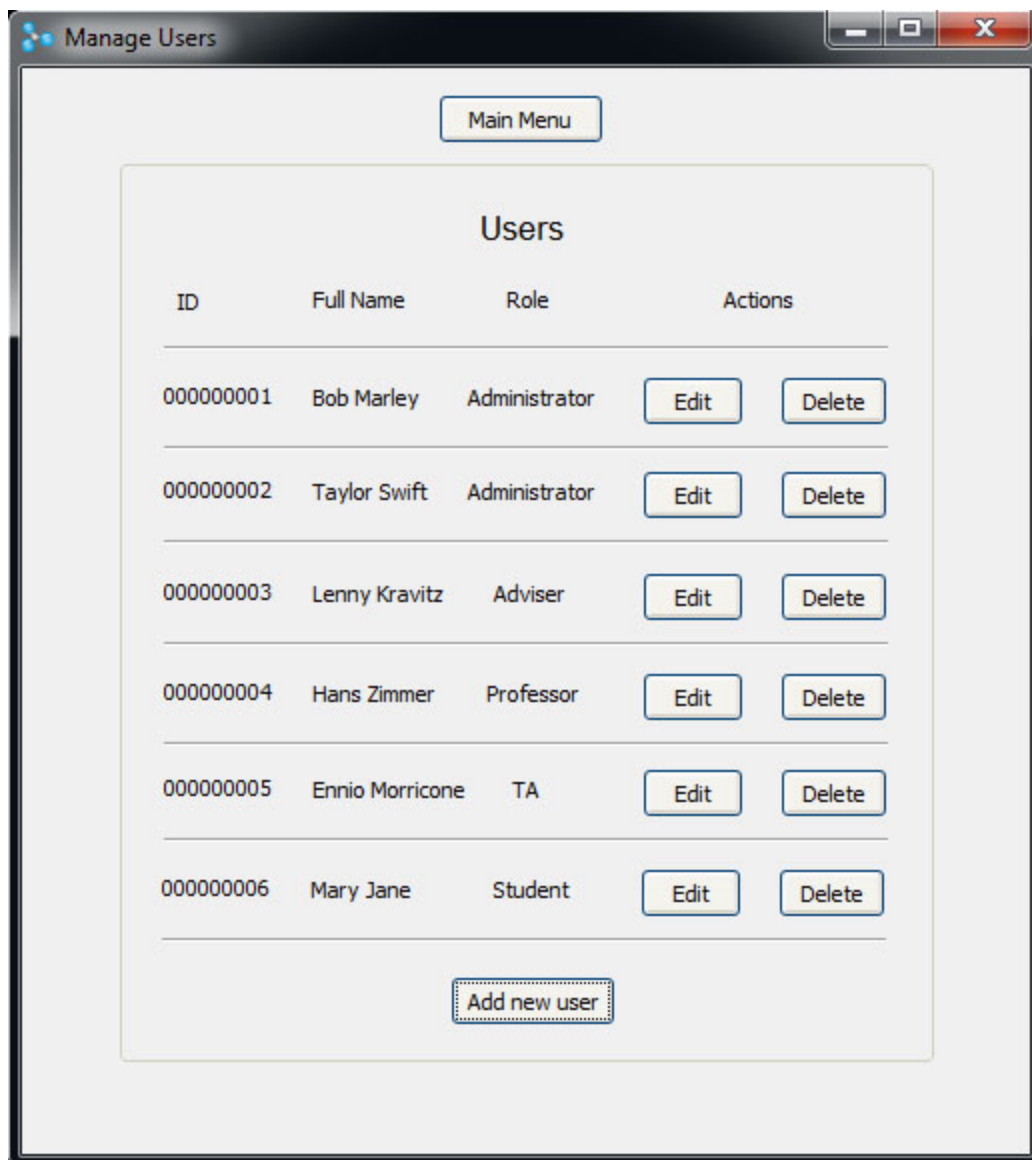 Manage Users
Main Menu
Users
ID Full Name Role Actions
000000001 Bob Marley Administrator Edit Delete
000000002 Taylor Swift Administrator Edit Delete
000000003 Lenny Kravitz Adviser Edit Delete
000000004 Hans Zimmer Professor Edit Delete
000000005 Ennio Morricone TA Edit Delete
000000006 Mary Jane Student Edit Delete
Add new user